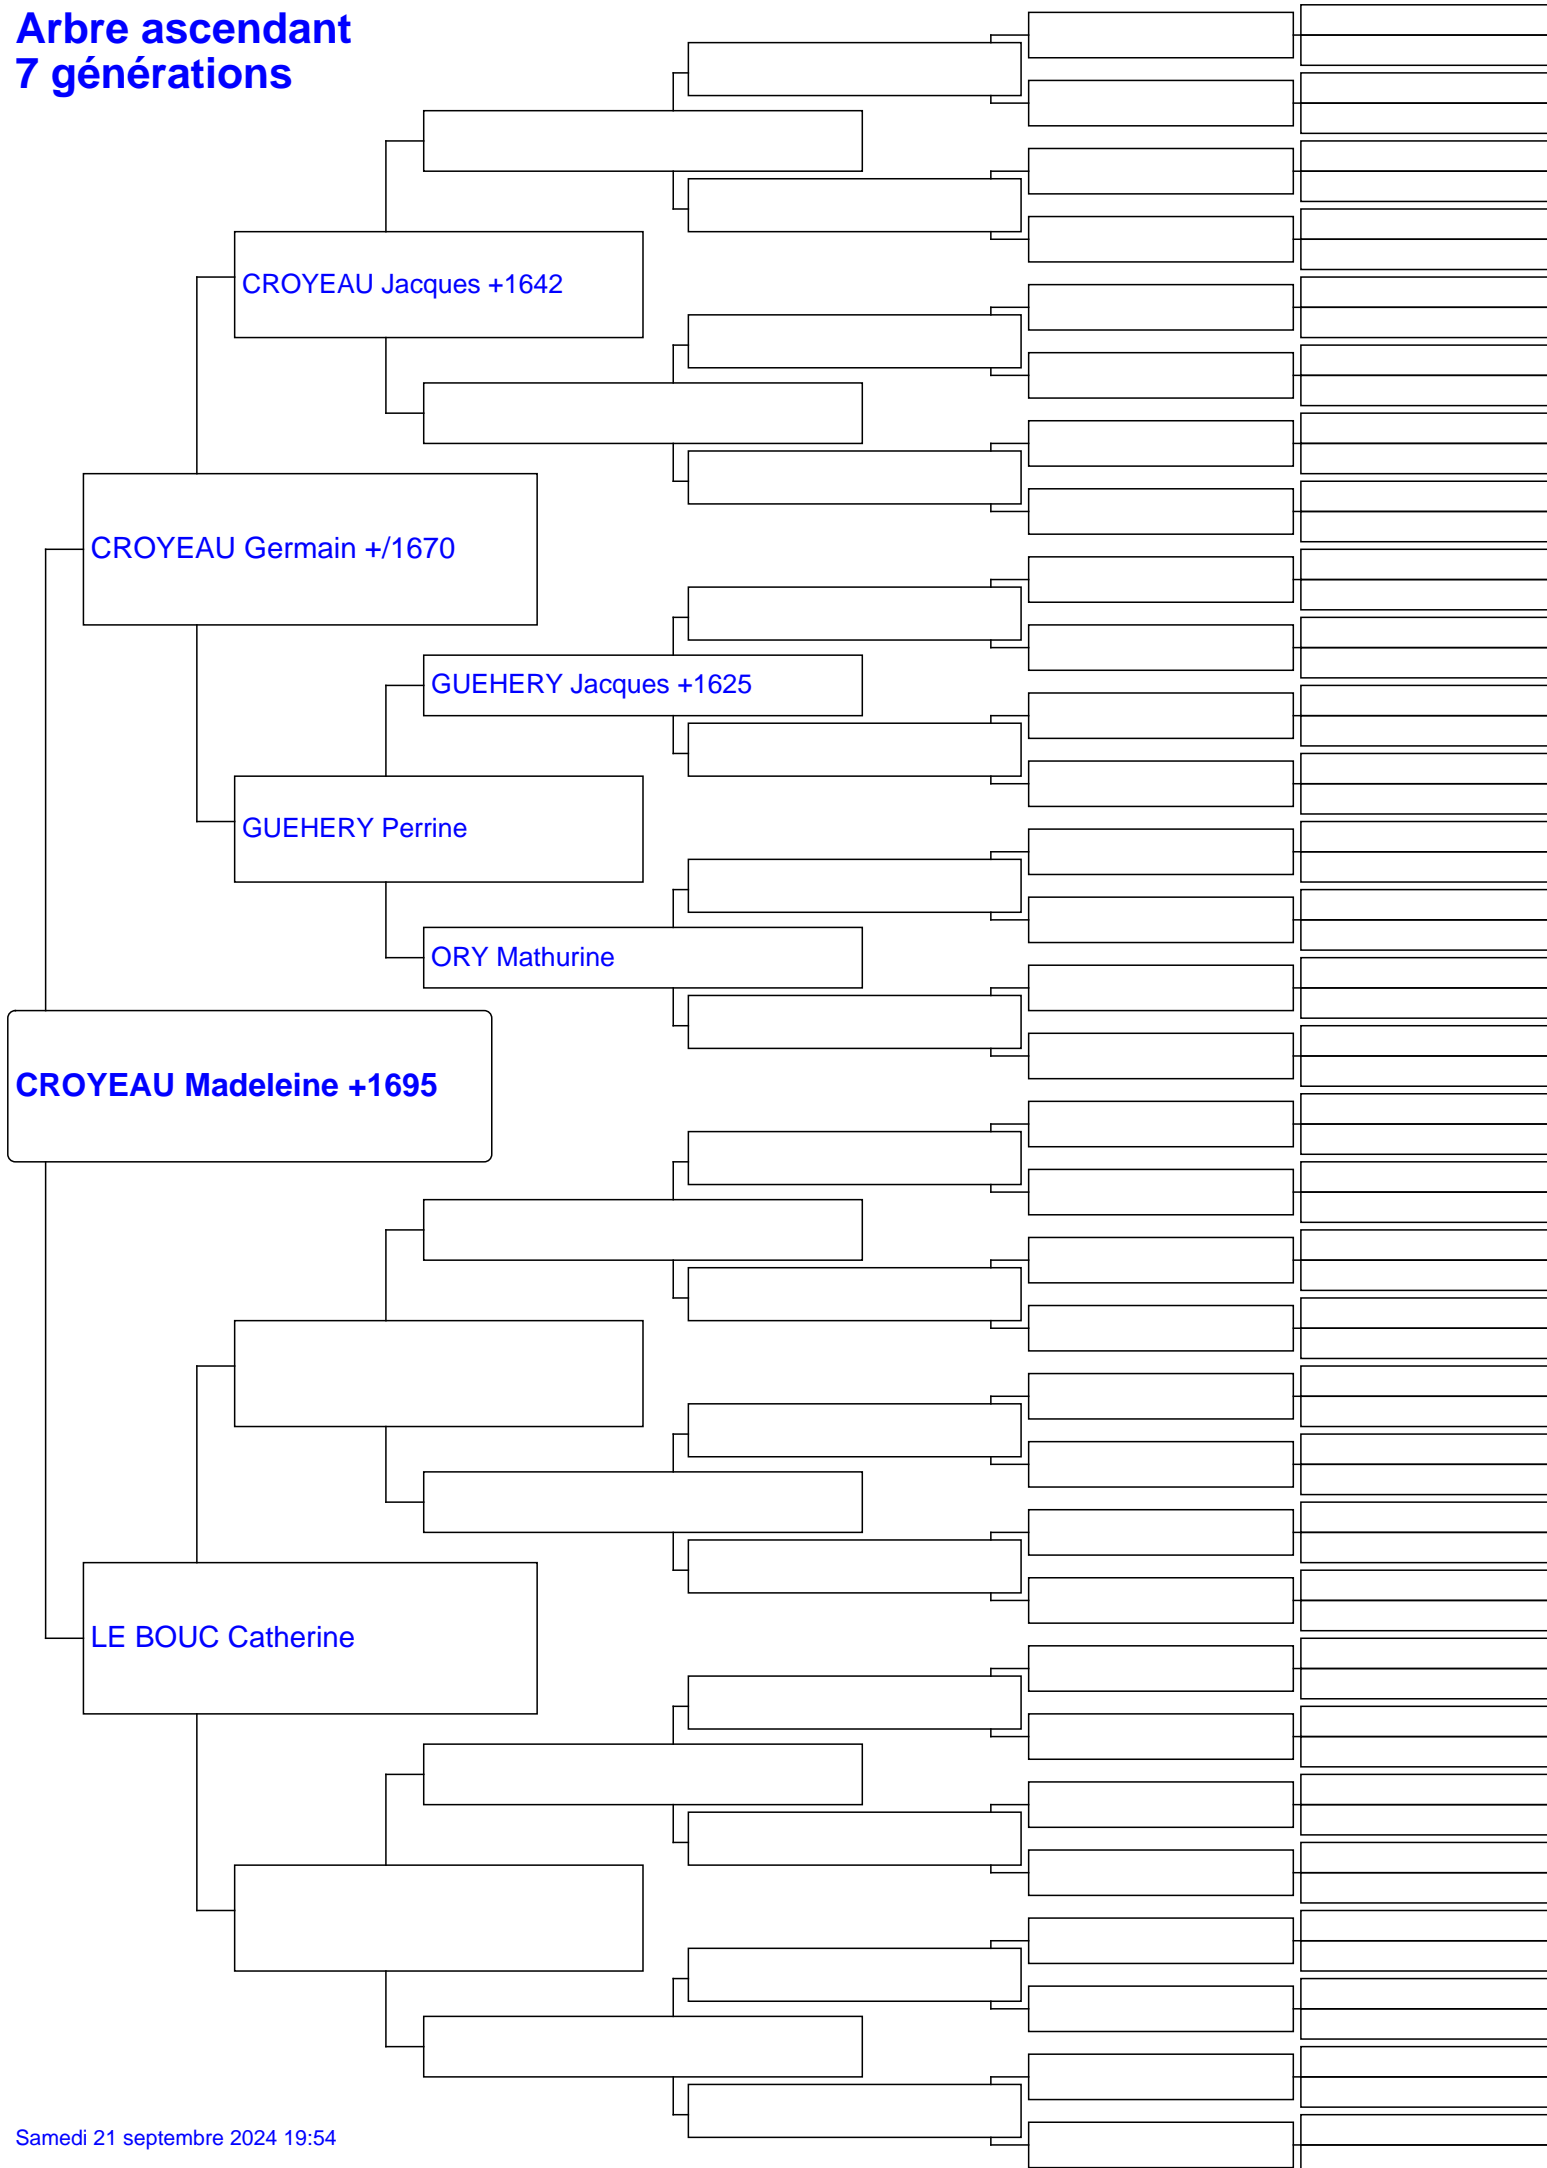 Arbre ascendant
7 générations
CROYEAU Jacques +1642
CROYEAU Germain +/1670
GUEHERY Jacques +1625
GUEHERY Perrine
ORY Mathurine
CROYEAU Madeleine +1695
LE BOUC Catherine
Samedi 21 septembre 2024 19:54